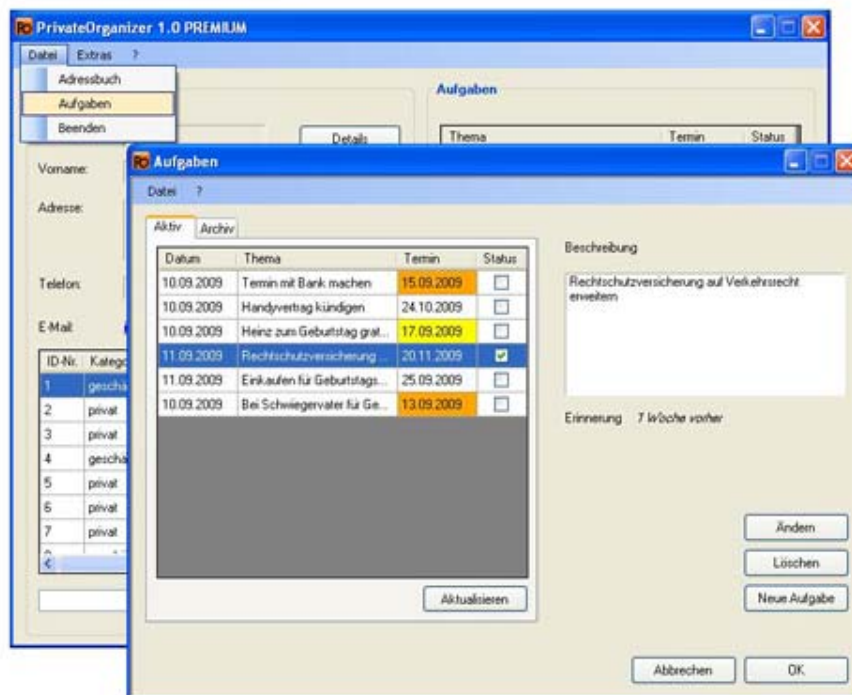 PrivateOrganizer 1.0 PREMIUM
Datei Extras ?
Adressbuch
Aufgaben
Beenden
Aufgaben
Details
Thema Termin Status
Vorname:
Adresse:
Telefon:
E-Mail:
ID-Nr. Katego
1 geschä
2 privat
3 privat
4 geschä
5 privat
6 privat
7 privat
Aufgaben
Datei ?
Aktiv Archiv
Datum Thema Termin Status
10.09.2009 Termin mit Bank machen 15.09.2009
10.09.2009 Handyvertrag kündigen 24.10.2009
10.09.2009 Heinz zum Geburtstag grat... 17.09.2009
11.09.2009 Rechtschutzversicherung ... 20.11.2009
11.09.2009 Einkaufen für Geburtstags... 25.09.2009
10.09.2009 Bei Schwiegervater für Ge... 13.09.2009
Aktualisieren
Beschreibung
Rechtschutzversicherung auf Verkehrsrecht
erweitern
Erinnerung 1 Woche vorher
Ändern
Löschen
Neue Aufgabe
Abbrechen OK